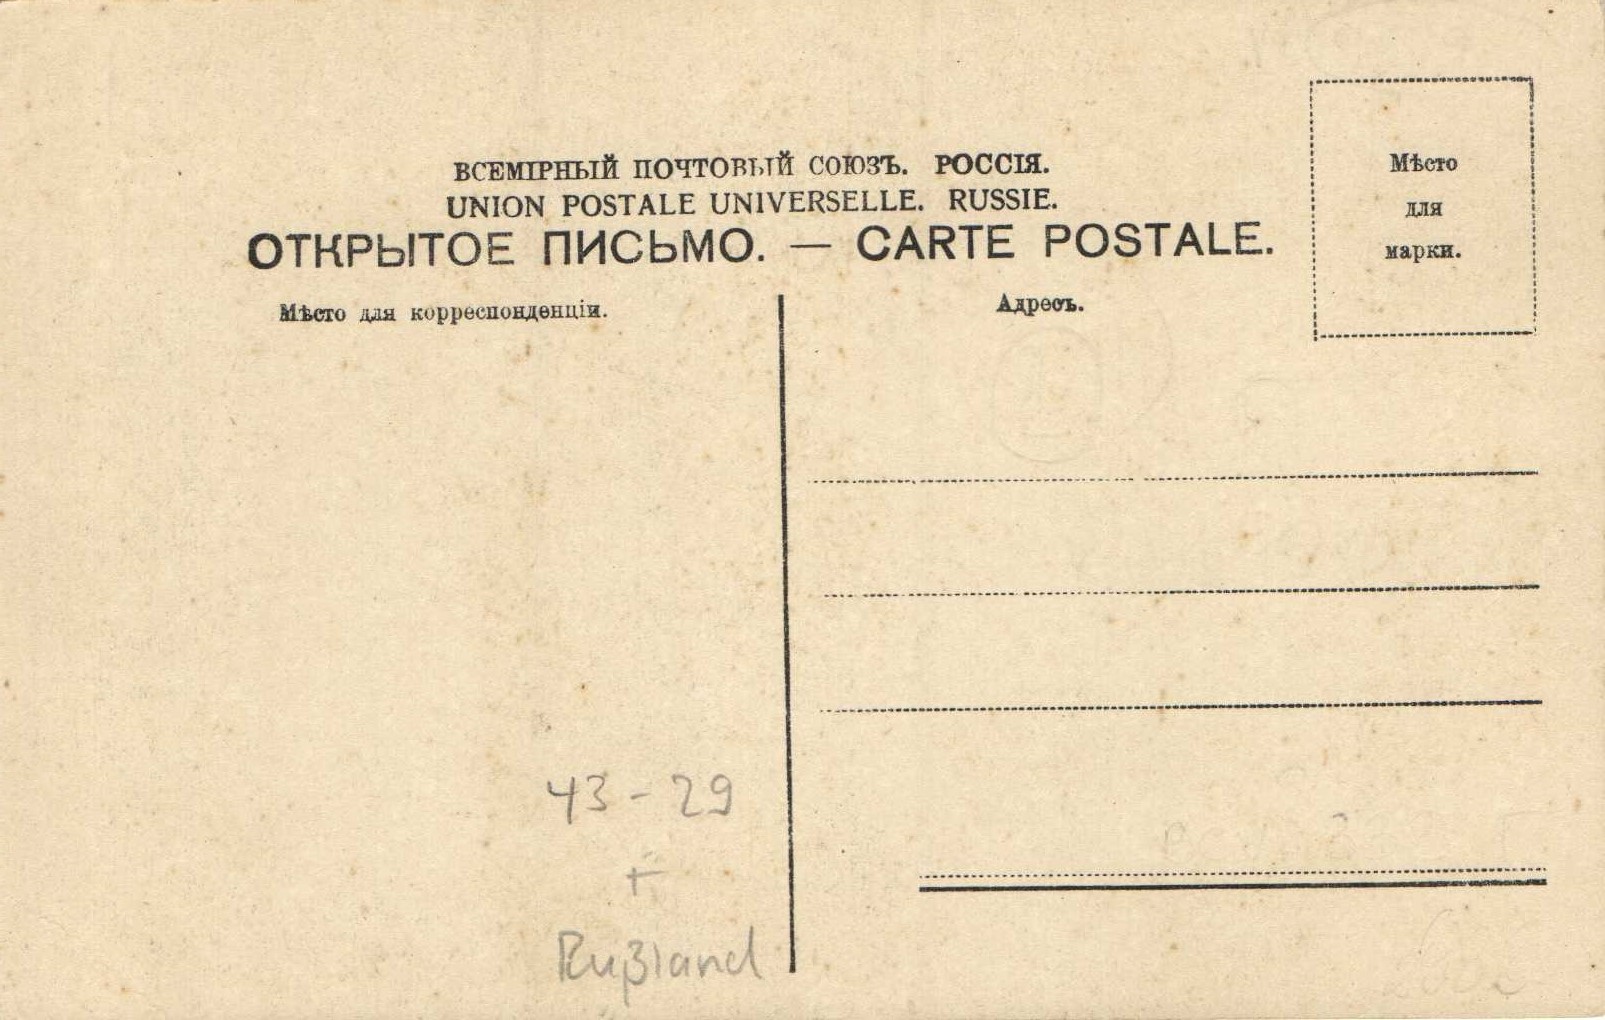 ВСЕМІРНЫЙ ПОЧТОВЫЙ СОЮЗЪ. РОССІЯ.
UNION POSTALE UNIVERSELLE. RUSSIE.
ОТКРЫТОЕ ПИСЬМО. — CARTE POSTALE.
Мѣсто
для
марки.
Мѣсто для корреспонденціи.
Адресъ.
43 - 29
+
Rußland